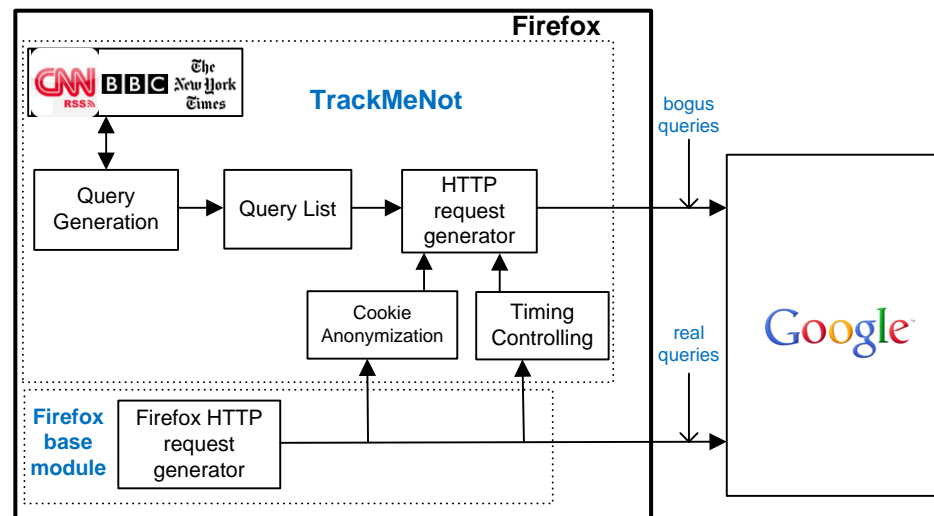 Firefox
CNN
RSS
BBC
The
New York
Times
TrackMeNot
bogus
queries
Query
Generation
Query List
HTTP
request
generator
Cookie
Anonymization
Timing
Controlling
real
queries
Google™
Firefox
base
module
Firefox HTTP
request
generator